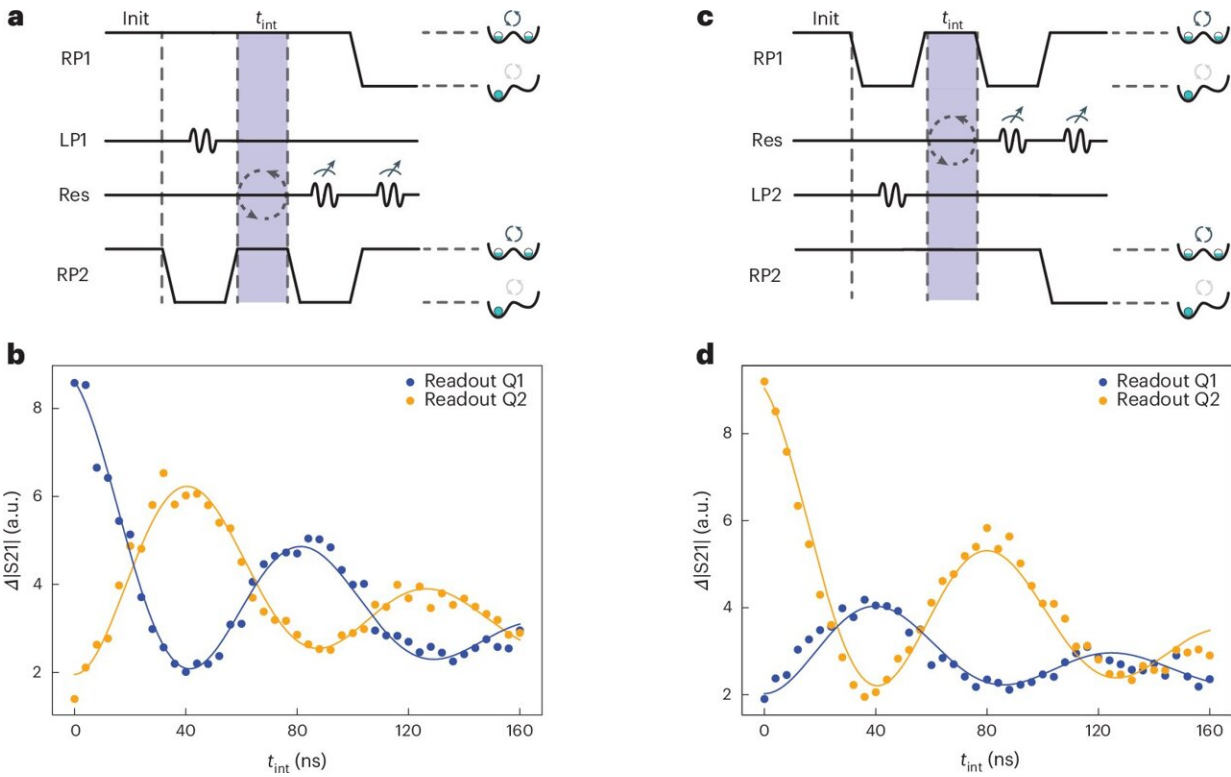 a
Init
t_int
RP1
LP1
Res
RP2
c
Init
t_int
RP1
Res
LP2
RP2
b
Readout Q1
Readout Q2
Δ|S21| (a.u.)
8
6
4
2
0
40
80
120
160
t_int (ns)
d
Readout Q1
Readout Q2
Δ|S21| (a.u.)
8
6
4
2
0
40
80
120
160
t_int (ns)